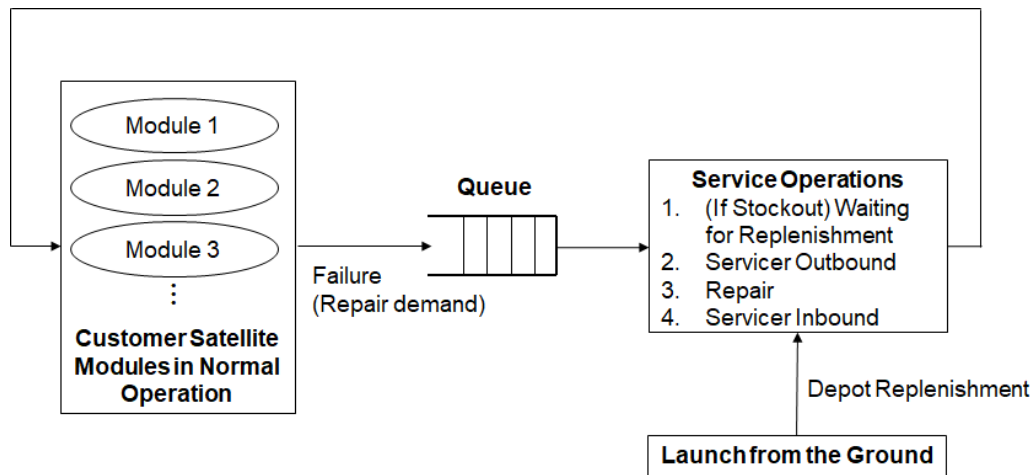 Module 1
Module 2
Module 3
Customer Satellite
Modules in Normal
Operation
Failure
(Repair demand)
Queue
Service Operations
1. (If Stockout) Waiting
for Replenishment
2. Servicer Outbound
3. Repair
4. Servicer Inbound
Depot Replenishment
Launch from the Ground